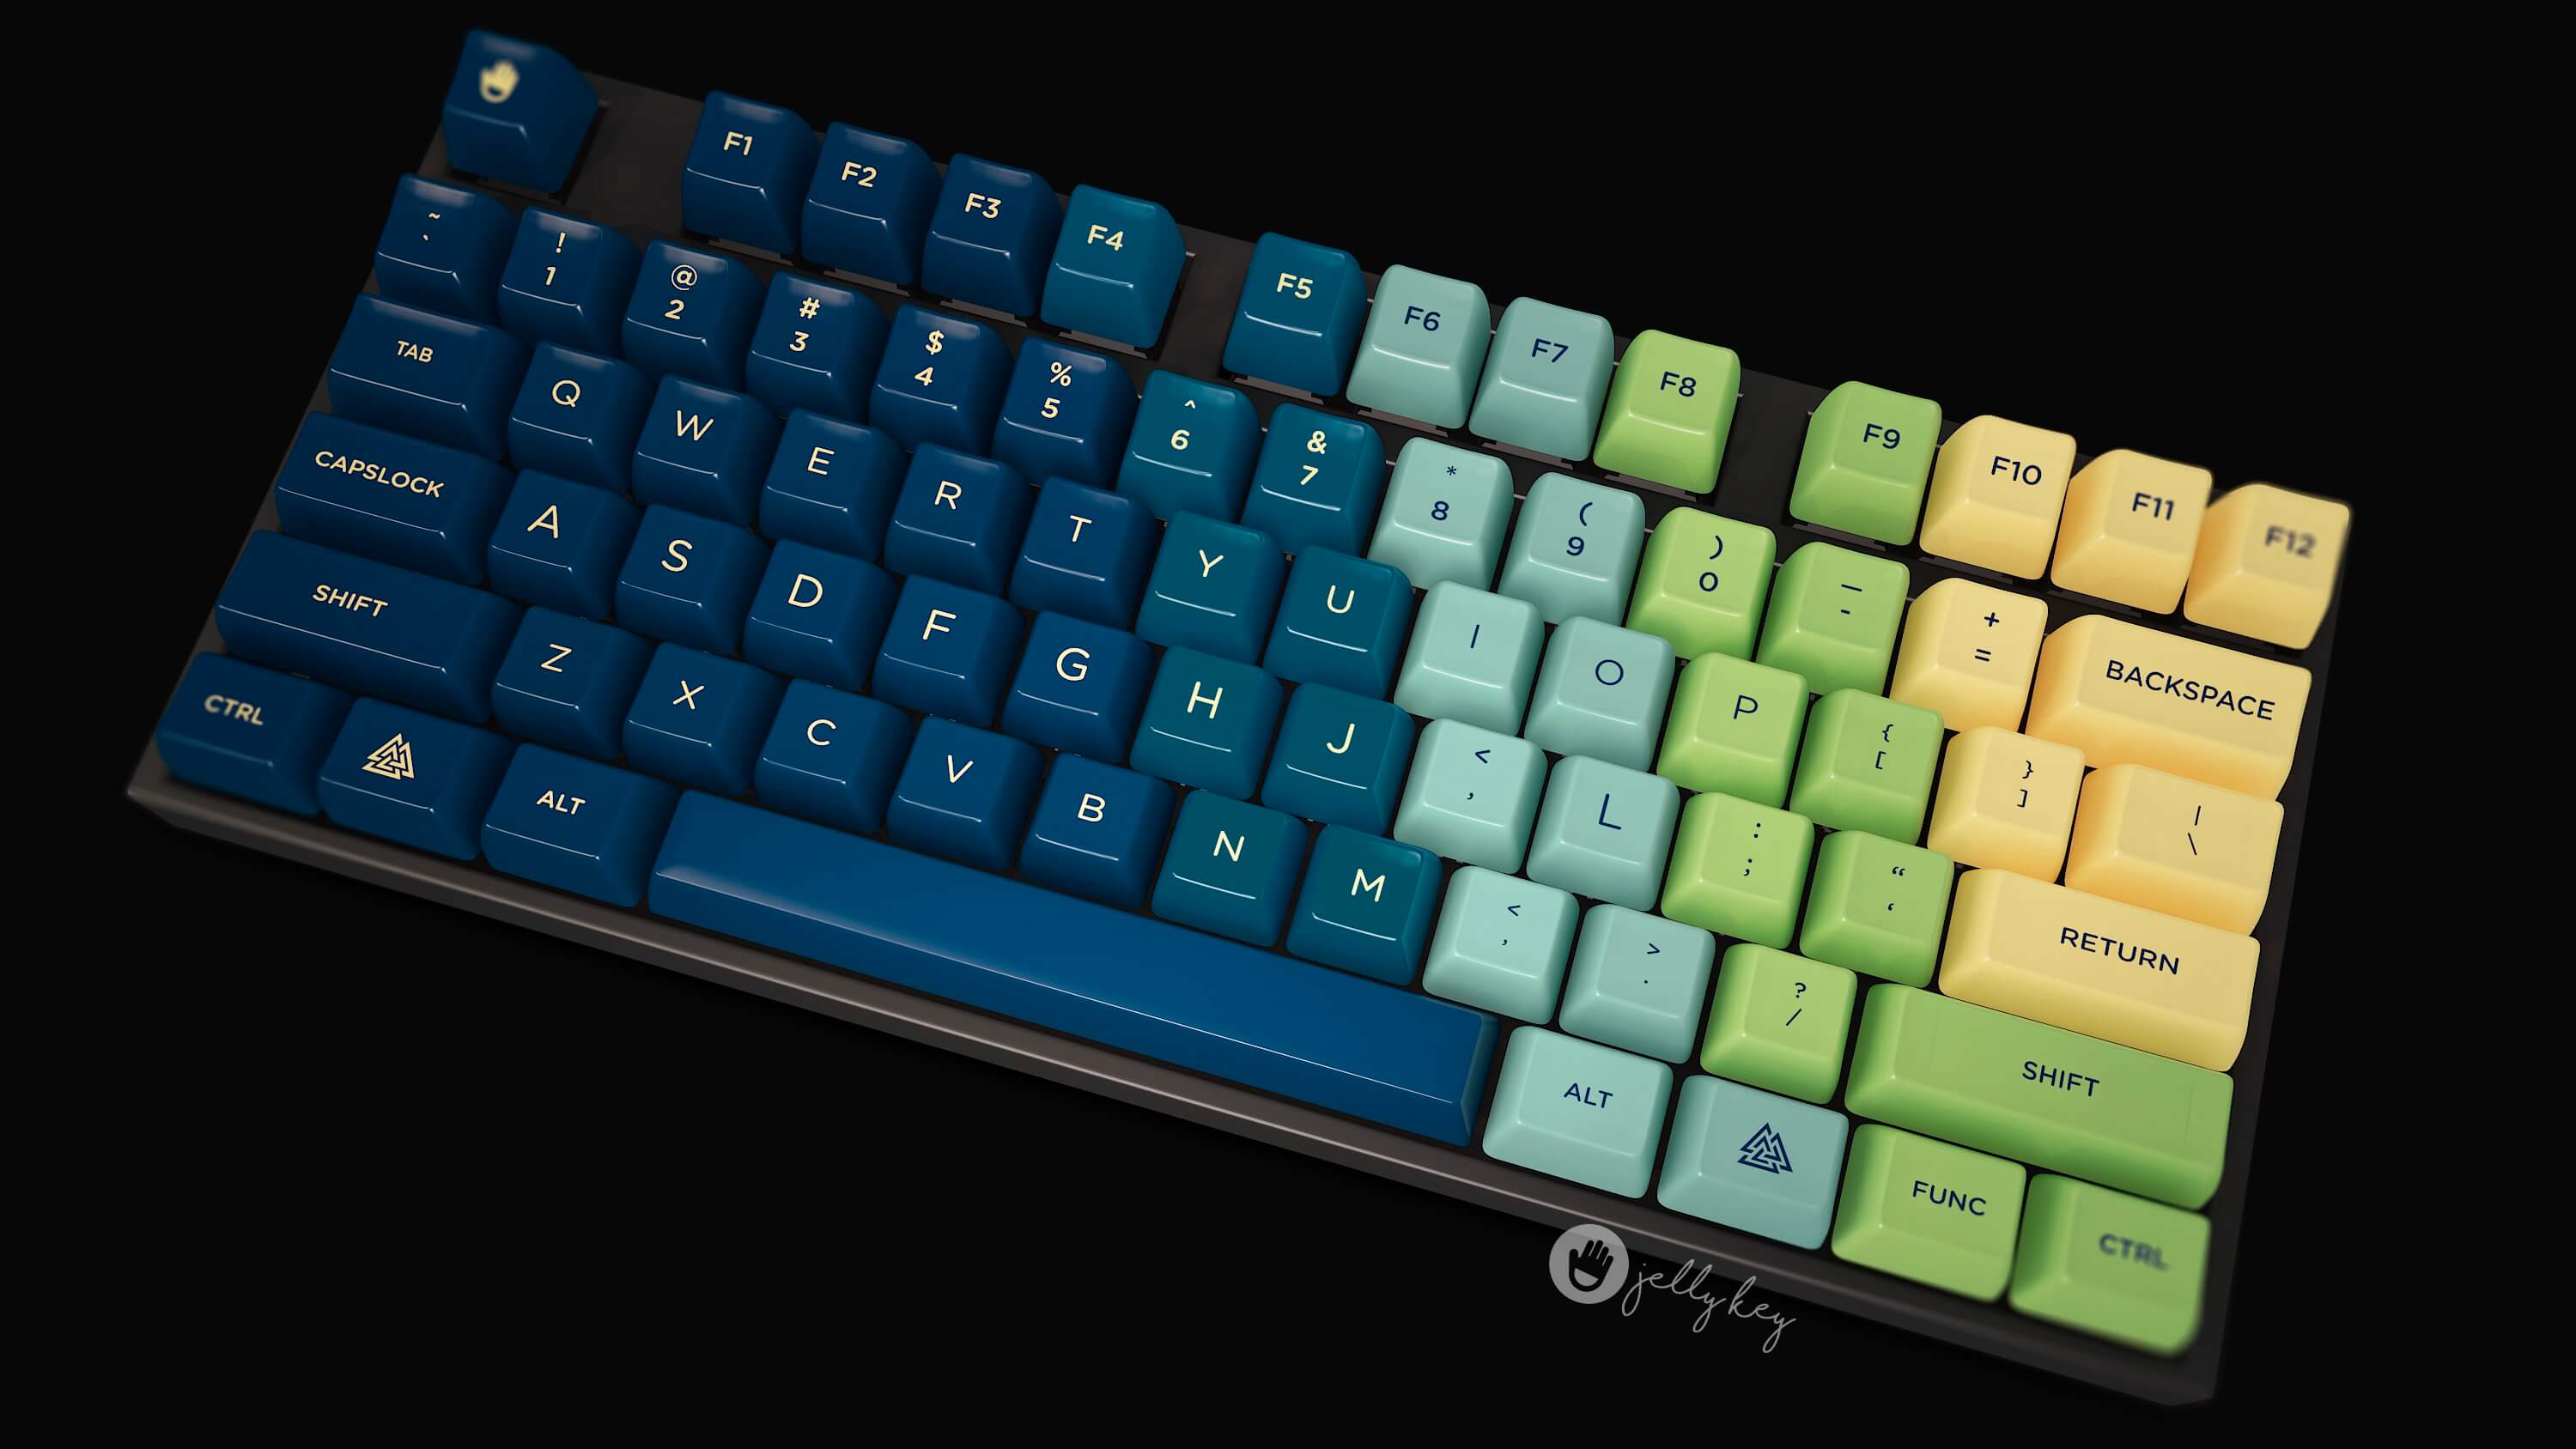 F1 F2 F3 F4 F5 F6 F7 F8 F9 F10 F11 F12
~ ! @ # $ % ^ & * ( ) — +
` 1 2 3 4 5 6 7 8 9 0 - = BACKSPACE
TAB Q W E R T Y U I O P { } |
[ ] \
CAPSLOCK A S D F G H J < L : “ RETURN
, ; ‘
SHIFT Z X C V B N M < > ? SHIFT
, . /
CTRL ALT ALT FUNC CTRL
jellykey